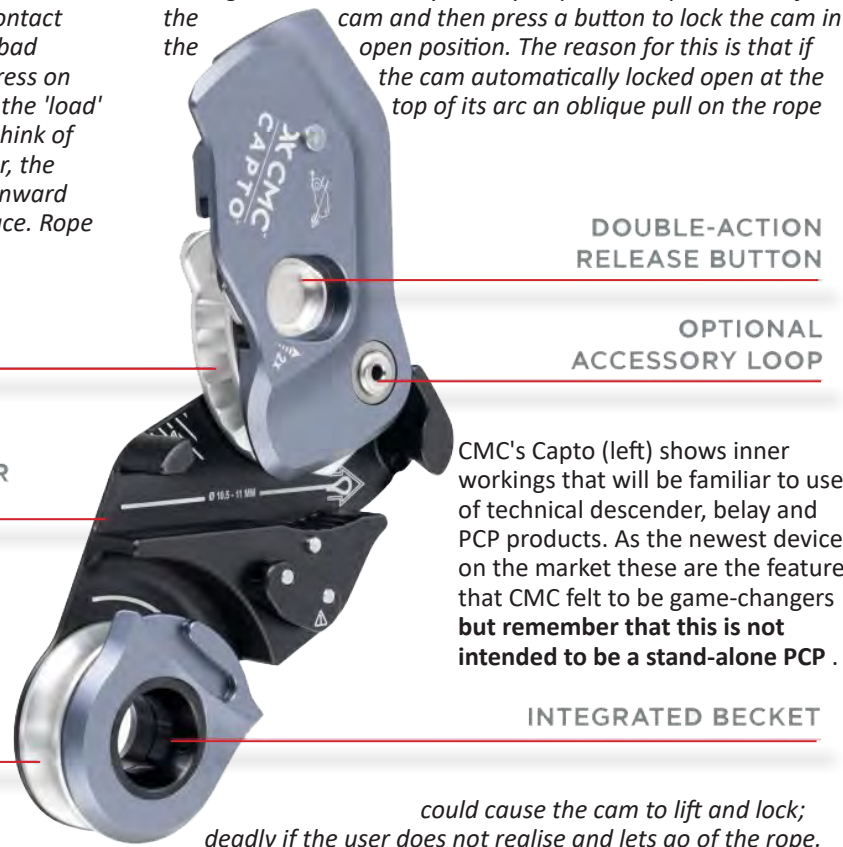 ontact
bad
ress on
the 'load'
hink of
r, the
nward
ce. Rope
the cam and then press a button to lock the cam in
the open position. The reason for this is that if
the cam automatically locked open at the
top of its arc an oblique pull on the rope
CMC
CAPTO
2x
Ø 10.5 - 11 MM
DOUBLE-ACTION
RELEASE BUTTON
OPTIONAL
ACCESSORY LOOP
R
CMC's Capto (left) shows inner
workings that will be familiar to use
of technical descender, belay and
PCP products. As the newest device
on the market these are the feature
that CMC felt to be game-changers
but remember that this is not
intended to be a stand-alone PCP .
INTEGRATED BECKET
could cause the cam to lift and lock;
deadly if the user does not realise and lets go of the rope.